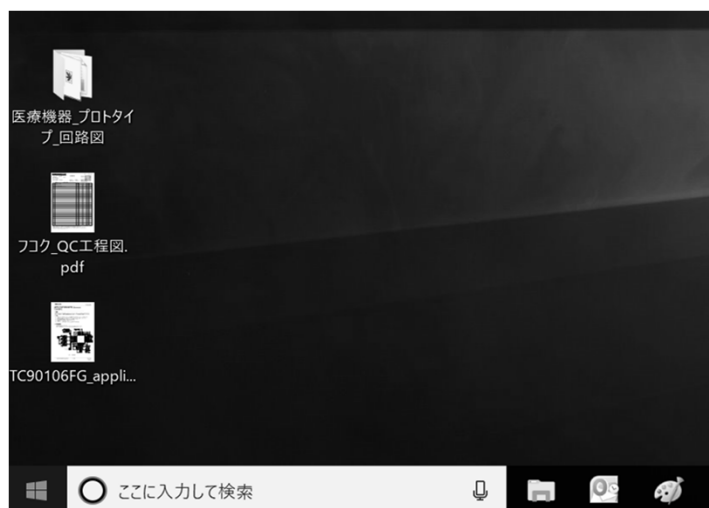 医療機器_プロトタイ
プ_回路図
フコク_QC工程図.
pdf
TC90106FG_appli...
ここに入力して検索